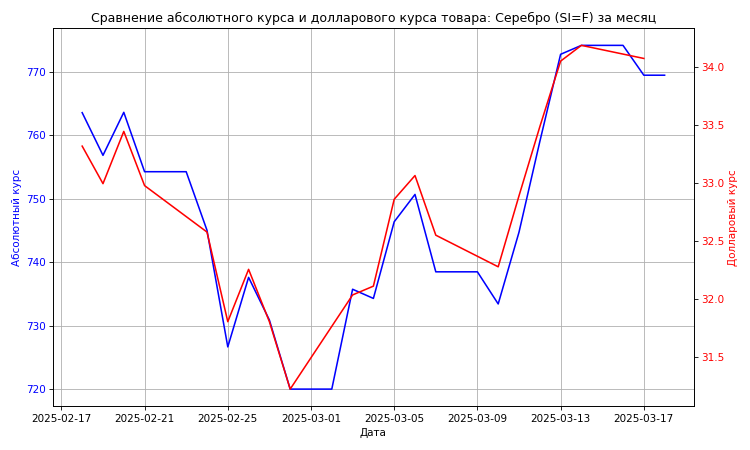 Сравнение абсолютного курса и долларового курса товара: Серебро (SI=F) за месяц
Абсолютный курс
770
760
750
740
730
720
34.0
33.5
33.0
32.5
32.0
31.5
Долларовый курс
2025-02-17 2025-02-21 2025-02-25 2025-03-01 2025-03-05 2025-03-09 2025-03-13 2025-03-17
Дата